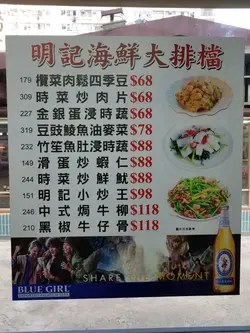 明記海鮮大排檔
179 欖菜肉鬆四季豆 $68
309 時菜炒肉片 $68
227 金銀蛋浸時蔬 $68
319 豆豉鯪魚油麥菜 $78
232 竹笙魚肚浸時蔬 $88
149 滑蛋炒蝦仁 $88
244 時菜炒鮮魷 $88
151 明記小炒王 $98
246 中式焗牛柳 $118
210 黑椒牛仔骨 $118
SHARE THE MOMENT
BLUE GIRL